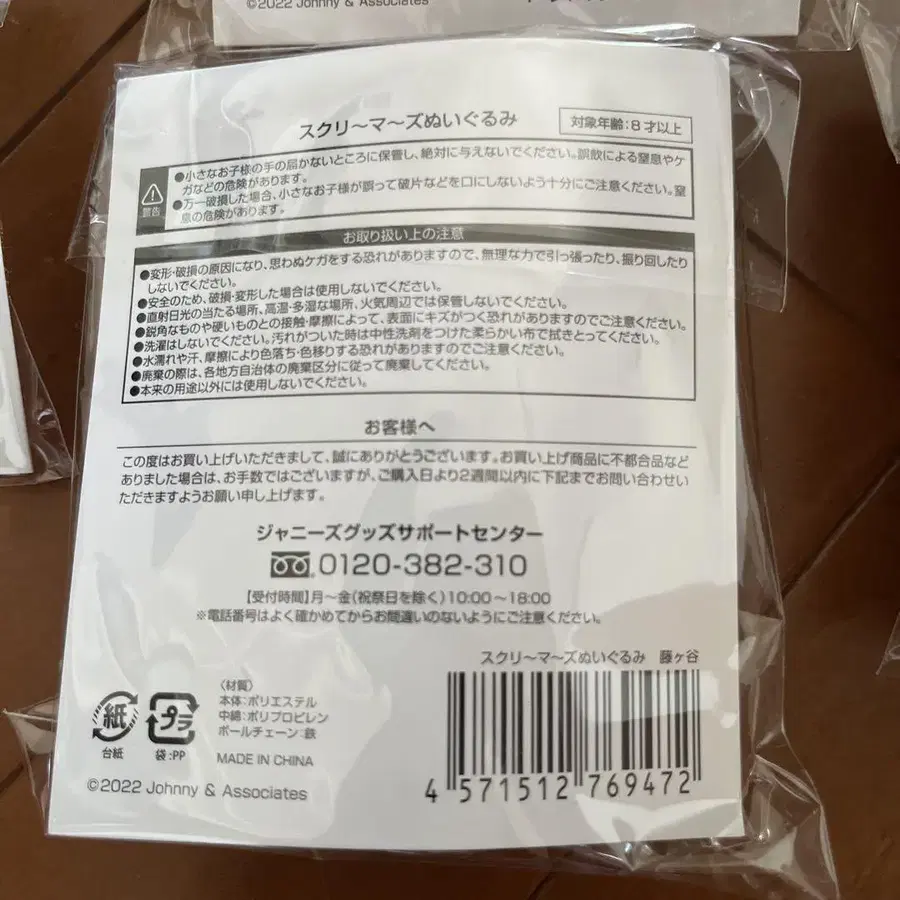 ©2022 Johnny & Associates
スクリ〜マ〜ズぬいぐるみ
対象年齢:8才以上
警告
●小さなお子様の手の届かないところに保管し、絶対に与えないでください。誤飲による窒息やケ
ガなどの危険があります。
●万一破損した場合、小さなお子様が誤って破片などを口にしないよう十分にご注意ください。窒
息の危険があります。
お取り扱い上の注意
●変形・破損の原因になり、思わぬケガをする恐れがありますので、無理な力で引っ張ったり、振り回したり
しないでください。
●安全のため、破損・変形した場合は使用しないでください。
●直射日光の当たる場所、高温・多湿な場所、火気周辺では保管しないでください。
●鋭角なものや硬いものとの接触・摩擦によって、表面にキズがつく恐れがありますのでご注意ください。
●洗濯はしないでください。汚れがついた時は中性洗剤をつけた柔らかい布で拭きとってください。
●水濡れや汗、摩擦により色落ち・色移りする恐れがありますのでご注意ください。
●廃棄の際は、各地方自治体の廃棄区分に従って廃棄してください。
●本来の用途以外には使用しないでください。
お客様へ
この度はお買い上げいただきまして、誠にありがとうございます。お買い上げ商品に不都合品など
ありました場合は、お手数ではございますが、ご購入日より2週間以内に下記までお問い合わせい
ただきますようお願い申し上げます。
ジャニーズグッズサポートセンター
0120-382-310
【受付時間】月〜金(祝祭日を除く)10:00〜18:00
※電話番号はよく確かめてからお間違いのないようにご注意ください。
スクリ〜マ〜ズぬいぐるみ 藤ヶ谷
紙
台紙
プラ
袋:PP
〈材質〉
本体:ポリエステル
中綿:ポリプロピレン
ボールチェーン:鉄
MADE IN CHINA
©2022 Johnny & Associates
4 571512 769472